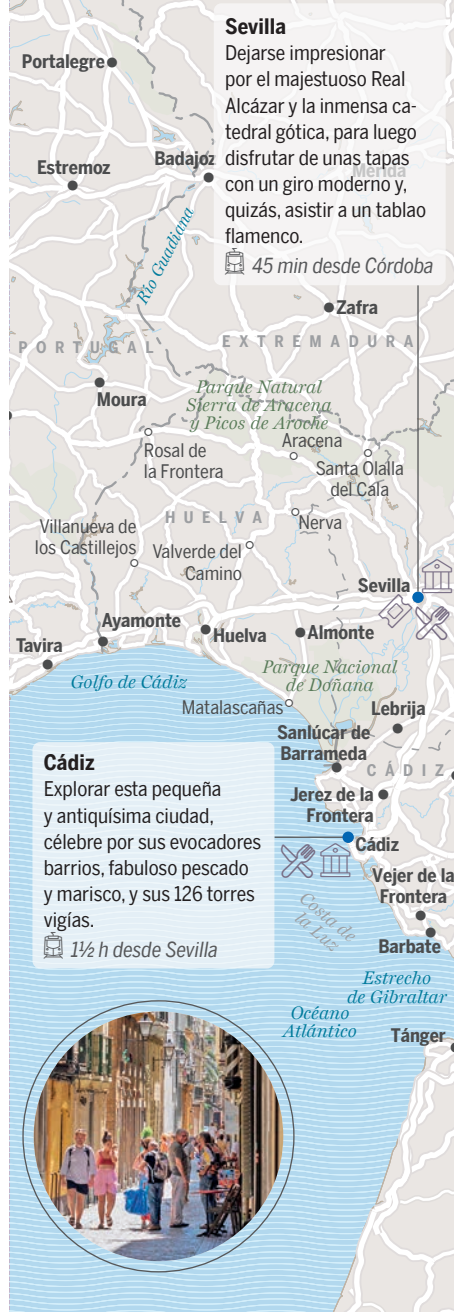 Sevilla
Dejarse impresionar
por el majestuoso Real
Alcázar y la inmensa ca-
tedral gótica, para luego
disfrutar de unas tapas
con un giro moderno y,
quizás, asistir a un tablao
flamenco.
45 min desde Córdoba
Portalegre
Estremoz
Badajoz
Mérida
Río Guadiana
Zafra
PORTUGAL
EXTREMADURA
Moura
Parque Natural
Sierra de Aracena
y Picos de Aroche
Aracena
Rosal de
la Frontera
Santa Olalla
del Cala
HUELVA
Nerva
Villanueva de
los Castillejos
Valverde del
Camino
Sevilla
Ayamonte
Huelva
Almonte
Tavira
Golfo de Cádiz
Parque Nacional
de Doñana
Matalascañas
Lebrija
Sanlúcar de
Barrameda
CÁDIZ
Jerez de la
Frontera
Cádiz
Explorar esta pequeña
y antiquísima ciudad,
célebre por sus evocadores
barrios, fabuloso pescado
y marisco, y sus 126 torres
vigías.
1½ h desde Sevilla
Cádiz
Vejer de la
Frontera
Costa de
la Luz
Barbate
Estrecho
de Gibraltar
Océano
Atlántico
Tánger